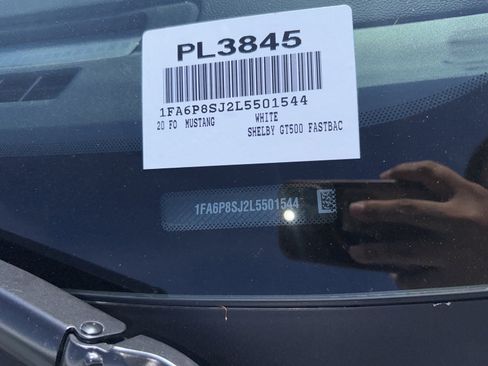 PL3845
1FA6P8SJ2L5501544
20 FO MUSTANG WHITE
SHELBY GT500 FASTBAC
1FA6P8SJ2L5501544